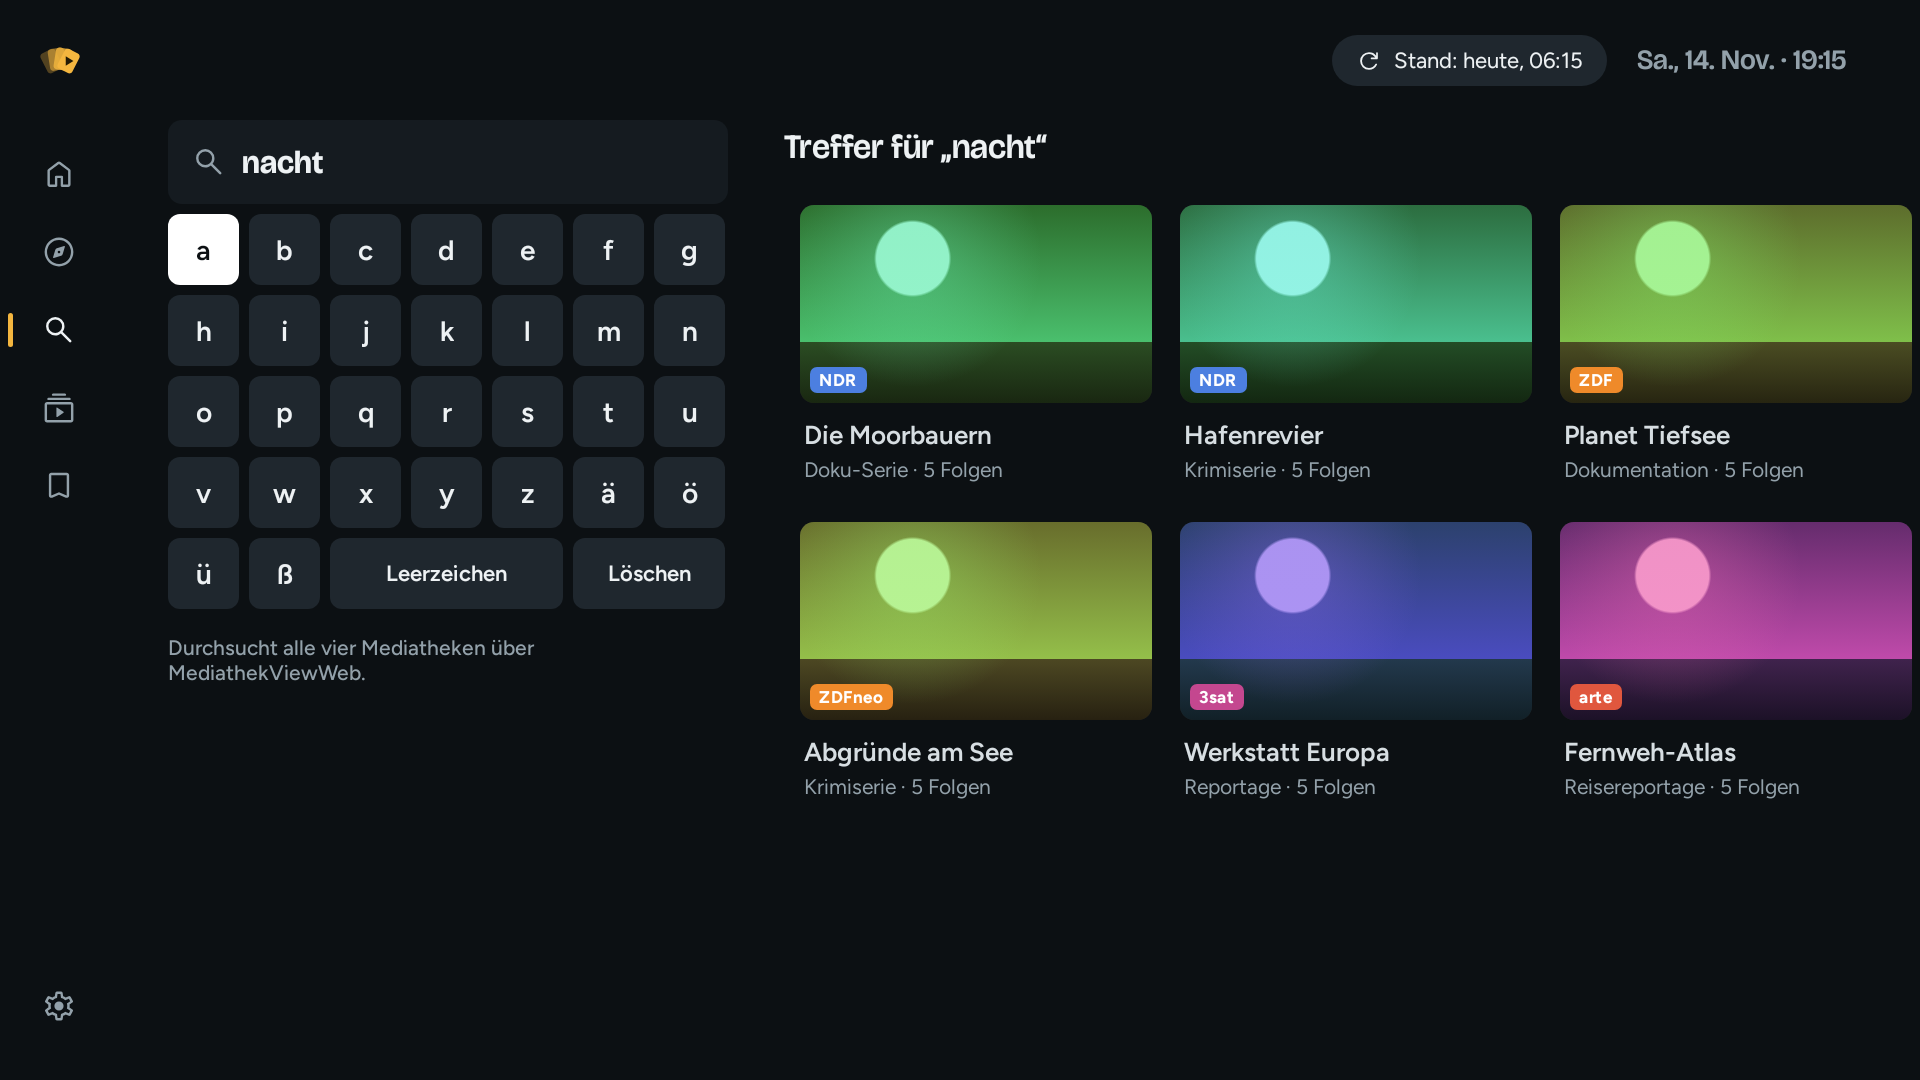 Stand: heute, 06:15
Sa., 14. Nov. · 19:15
nacht
a b c d e f g
h i j k l m n
o p q r s t u
v w x y z ä ö
ü ß Leerzeichen Löschen
Durchsucht alle vier Mediatheken über
MediathekViewWeb.
Treffer für „nacht“
NDR
Die Moorbauern
Doku-Serie · 5 Folgen
NDR
Hafenrevier
Krimiserie · 5 Folgen
ZDF
Planet Tiefsee
Dokumentation · 5 Folgen
ZDFneo
Abgründe am See
Krimiserie · 5 Folgen
3sat
Werkstatt Europa
Reportage · 5 Folgen
arte
Fernweh-Atlas
Reisereportage · 5 Folgen